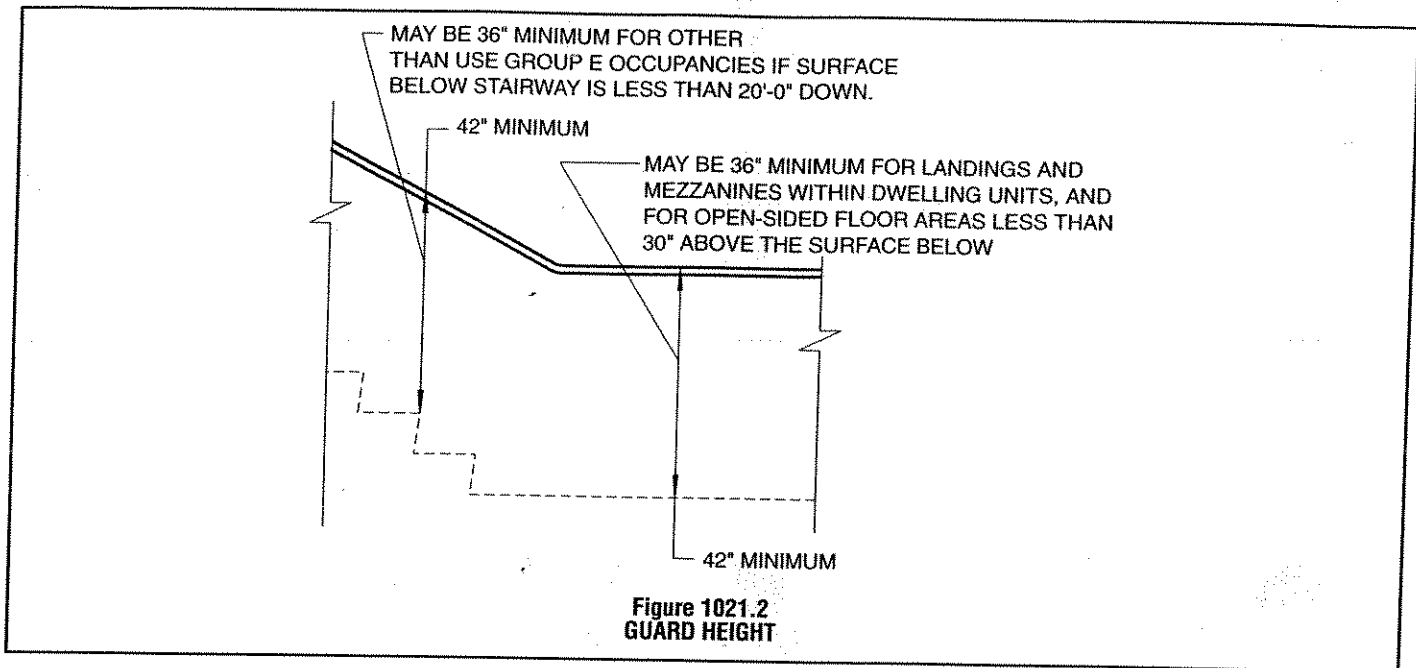 MAY BE 36" MINIMUM FOR OTHER
THAN USE GROUP E OCCUPANCIES IF SURFACE
BELOW STAIRWAY IS LESS THAN 20'-0" DOWN.
42" MINIMUM
MAY BE 36" MINIMUM FOR LANDINGS AND
MEZZANINES WITHIN DWELLING UNITS, AND
FOR OPEN-SIDED FLOOR AREAS LESS THAN
30" ABOVE THE SURFACE BELOW
42" MINIMUM
Figure 1021.2
GUARD HEIGHT